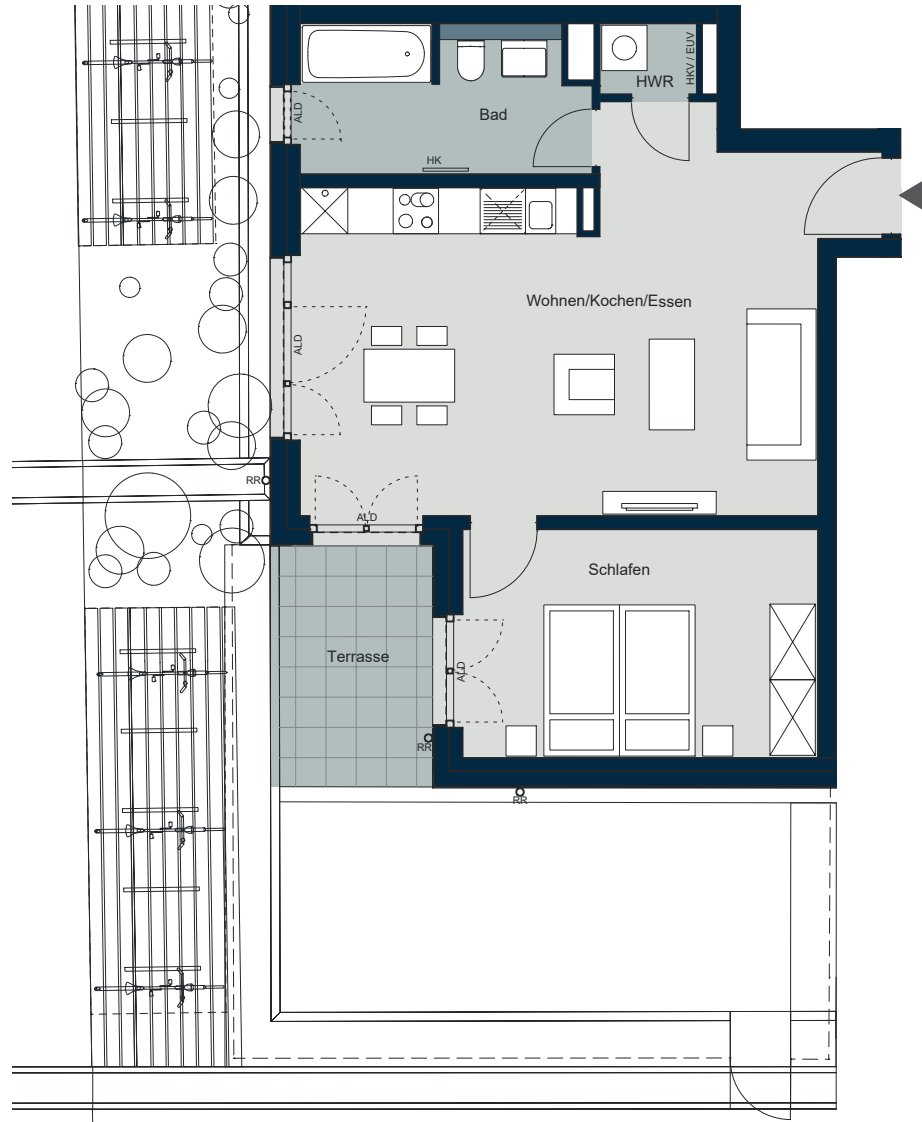 HKV / EUV
HWR
ALD
Bad
HK
Wohnen/Kochen/Essen
ALD
RR
ALD
Schlafen
Terrasse
ALD
RR
RR